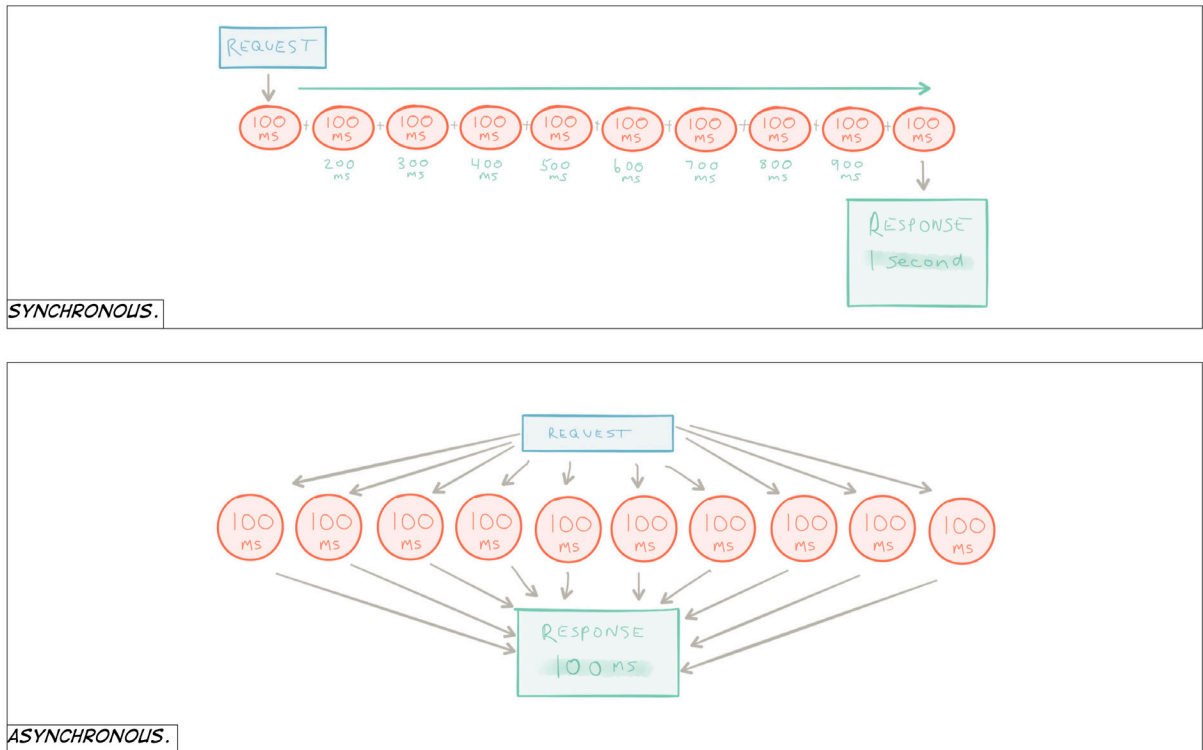 REQUEST
100 ms + 100 ms + 100 ms + 100 ms + 100 ms + 100 ms + 100 ms + 100 ms + 100 ms + 100 ms
200 ms 300 ms 400 ms 500 ms 600 ms 700 ms 800 ms 900 ms
RESPONSE
1 second
SYNCHRONOUS.
REQUEST
100 ms 100 ms 100 ms 100 ms 100 ms 100 ms 100 ms 100 ms 100 ms 100 ms
RESPONSE
100 ms
ASYNCHRONOUS.